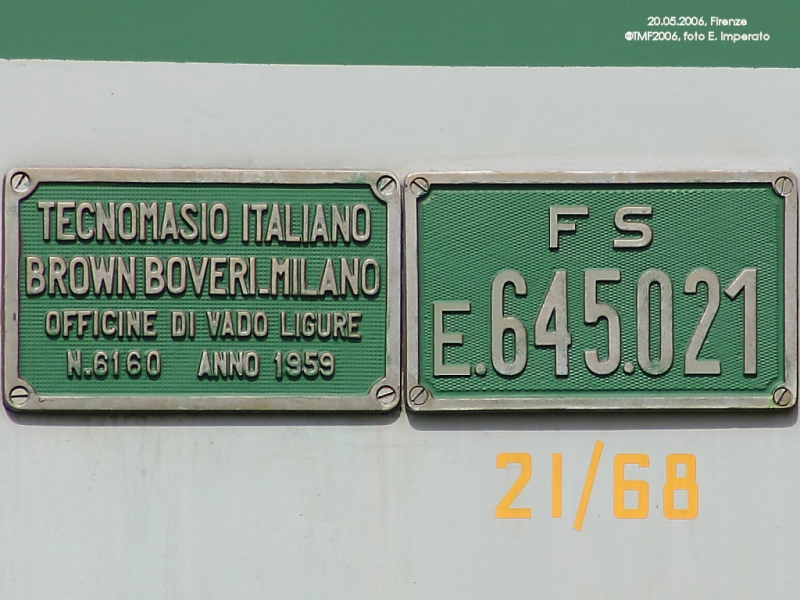 20.05.2006, Firenze
©TMF2006, foto E. Imperato
TECNOMASIO ITALIANO
BROWN BOVERI_MILANO
OFFICINE DI VADO LIGURE
N.6160 ANNO 1959
F S
E.645.021
21/68